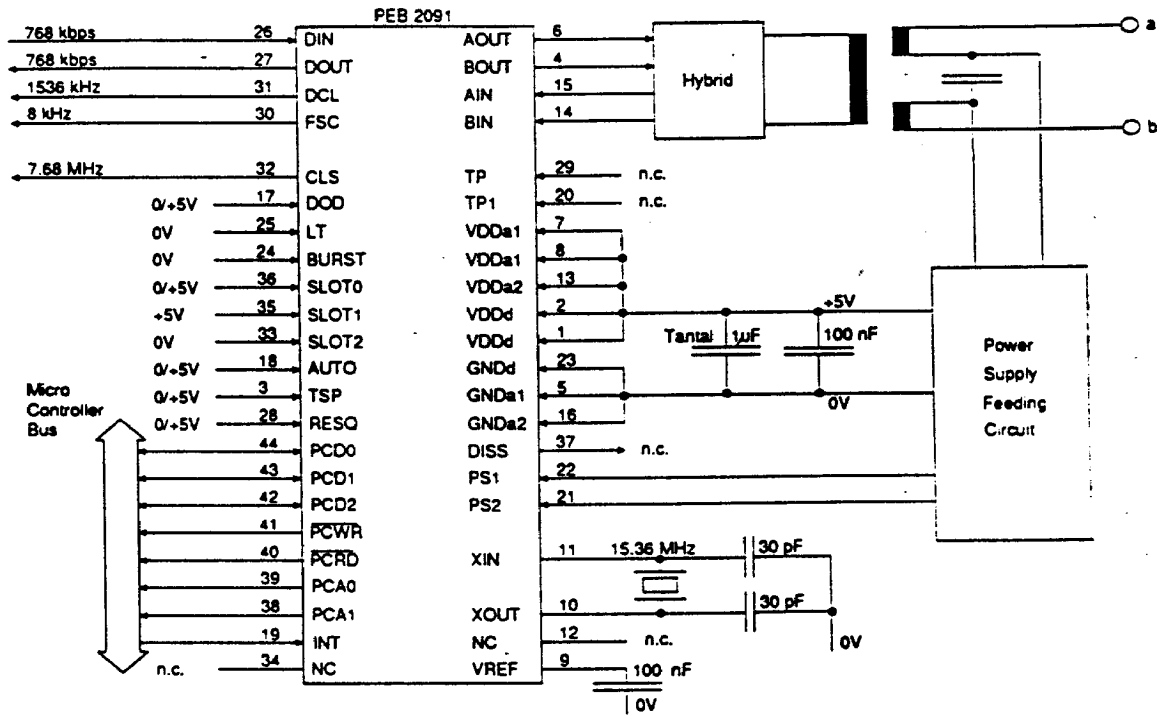 PEB 2091
768 kbps 26 DIN AOUT 6
768 kbps 27 DOUT BOUT 4
1536 kHz 31 DCL AIN 15
8 kHz 30 FSC BIN 14
Hybrid
a
b
7.68 MHz 32 CLS TP 29 n.c.
0/+5V 17 DOD TP1 20 n.c.
0V 25 LT VDDa1 7
0V 24 BURST VDDa1 8
0/+5V 36 SLOT0 VDDa2 13
+5V 35 SLOT1 VDDd 2 +5V
0V 33 SLOT2 VDDd 1 Tantal 1µF 100 nF
0/+5V 18 AUTO GNDd 23
0/+5V 3 TSP GNDa1 5 0V
0/+5V 28 RESQ GNDa2 16
Power
Supply
Feeding
Circuit
Micro
Controller
Bus
44 PCD0 DISS 37 n.c.
43 PCD1 PS1 22
42 PCD2 PS2 21
41 PCWR
40 PCRD XIN 11 15.36 MHz 30 pF
39 PCA0
38 PCA1 XOUT 10 30 pF
19 INT NC 12 n.c. 0V
n.c. 34 NC VREF 9 100 nF
0V